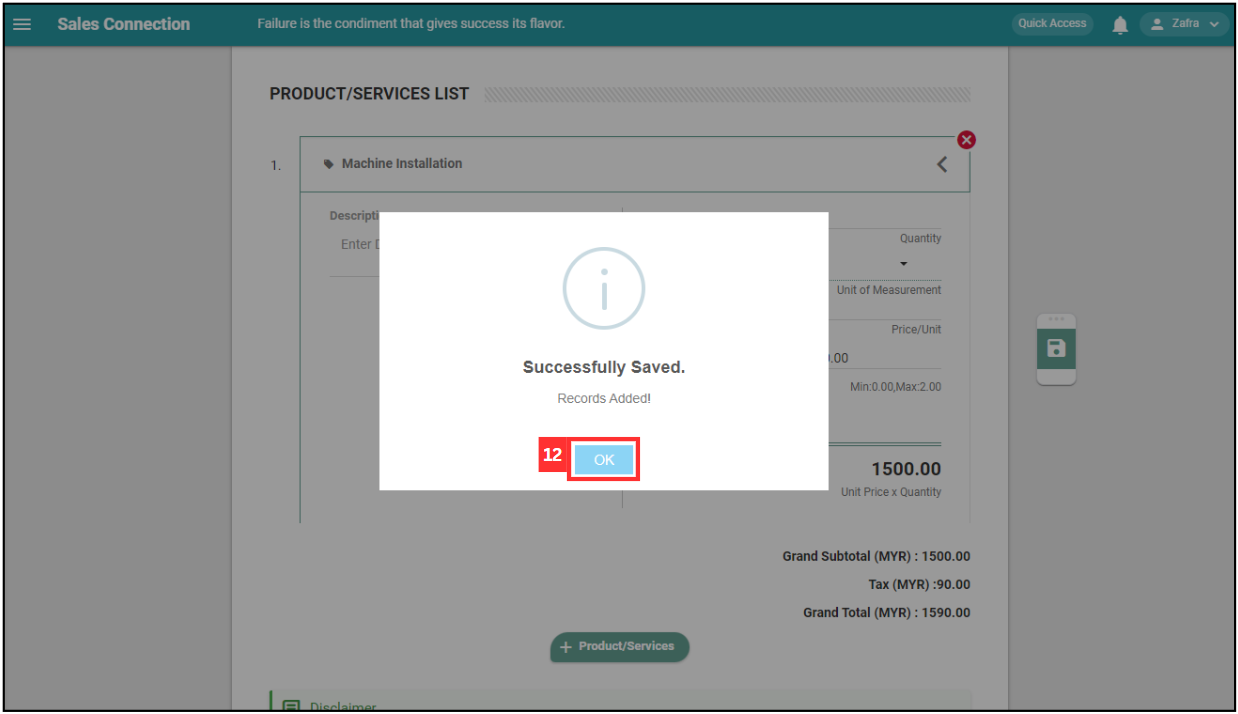 Sales Connection
Failure is the condiment that gives success its flavor.
Quick Access
Zafra
PRODUCT/SERVICES LIST
1.
Machine Installation
Descripti
Enter
Quantity
Unit of Measurement
Price/Unit
.00
Min:0.00,Max:2.00
Successfully Saved.
Records Added!
12
OK
1500.00
Unit Price x Quantity
Grand Subtotal (MYR) : 1500.00
Tax (MYR) :90.00
Grand Total (MYR) : 1590.00
+ Product/Services
Disclaimer